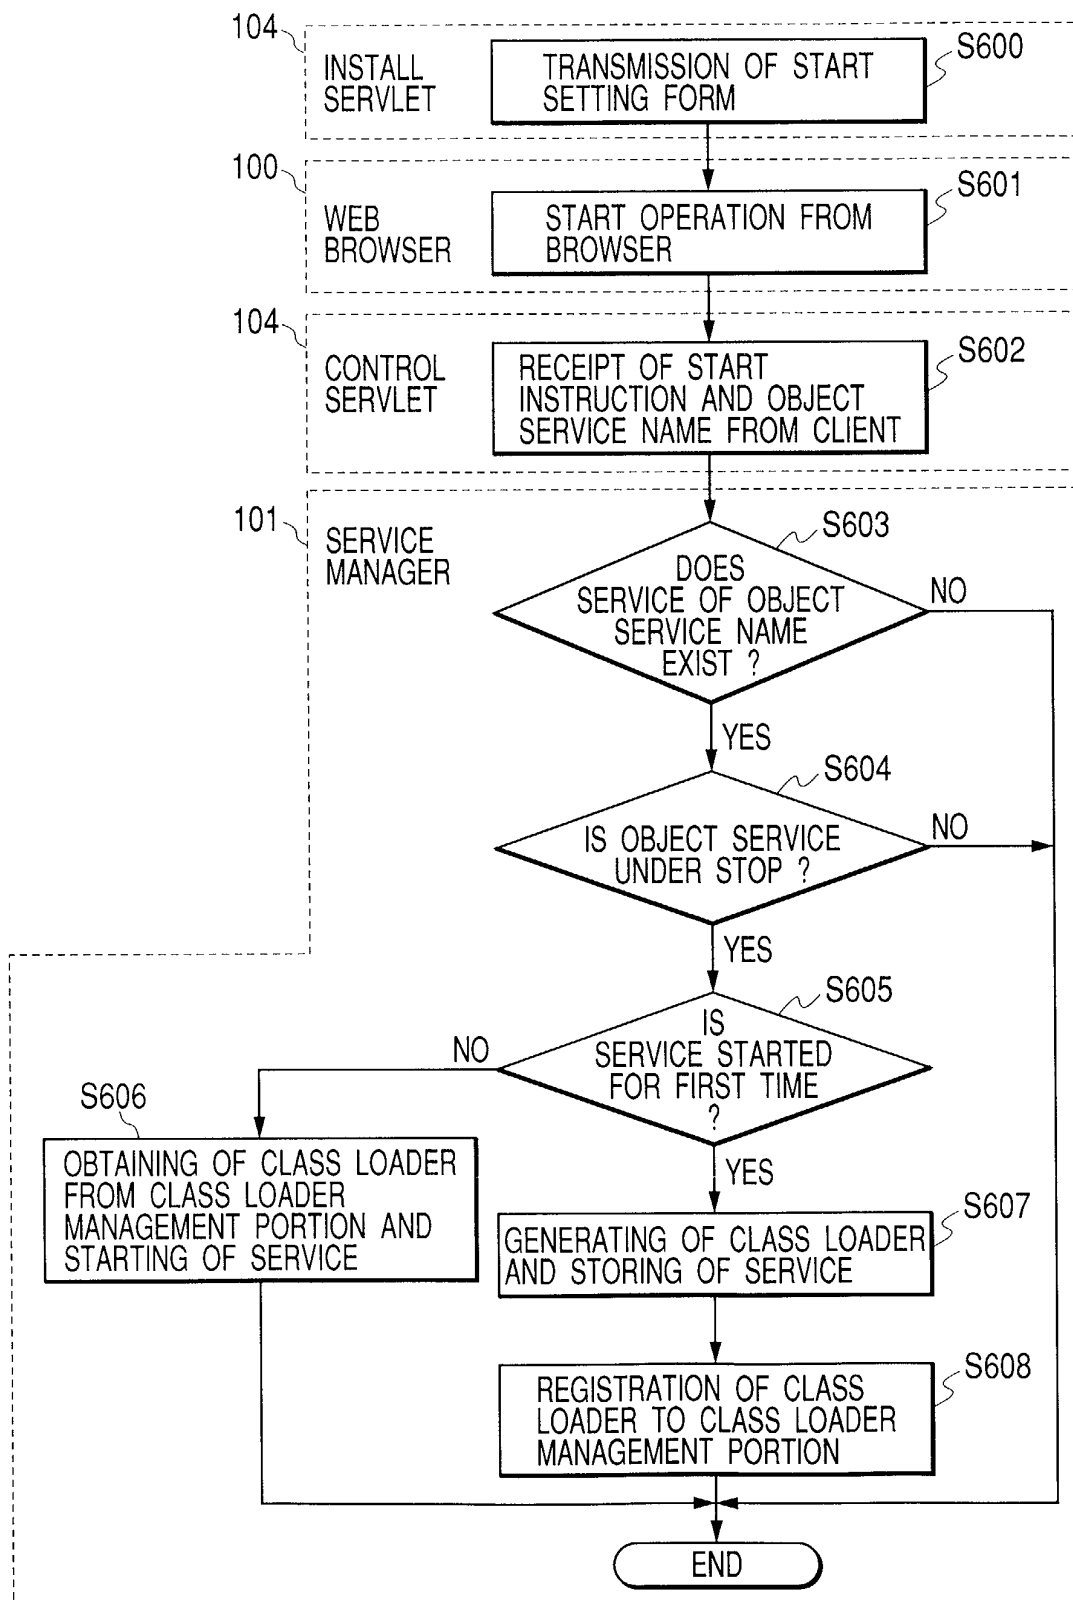 104
INSTALL
SERVLET
TRANSMISSION OF START
SETTING FORM
S600
100
WEB
BROWSER
START OPERATION FROM
BROWSER
S601
104
CONTROL
SERVLET
RECEIPT OF START
INSTRUCTION AND OBJECT
SERVICE NAME FROM CLIENT
S602
101
SERVICE
MANAGER
S603
DOES
SERVICE OF OBJECT
SERVICE NAME
EXIST ?
NO
YES
S604
IS OBJECT SERVICE
UNDER STOP ?
NO
YES
S605
IS
SERVICE STARTED
FOR FIRST TIME
?
NO
YES
S606
OBTAINING OF CLASS LOADER
FROM CLASS LOADER
MANAGEMENT PORTION AND
STARTING OF SERVICE
S607
GENERATING OF CLASS LOADER
AND STORING OF SERVICE
S608
REGISTRATION OF CLASS
LOADER TO CLASS LOADER
MANAGEMENT PORTION
END